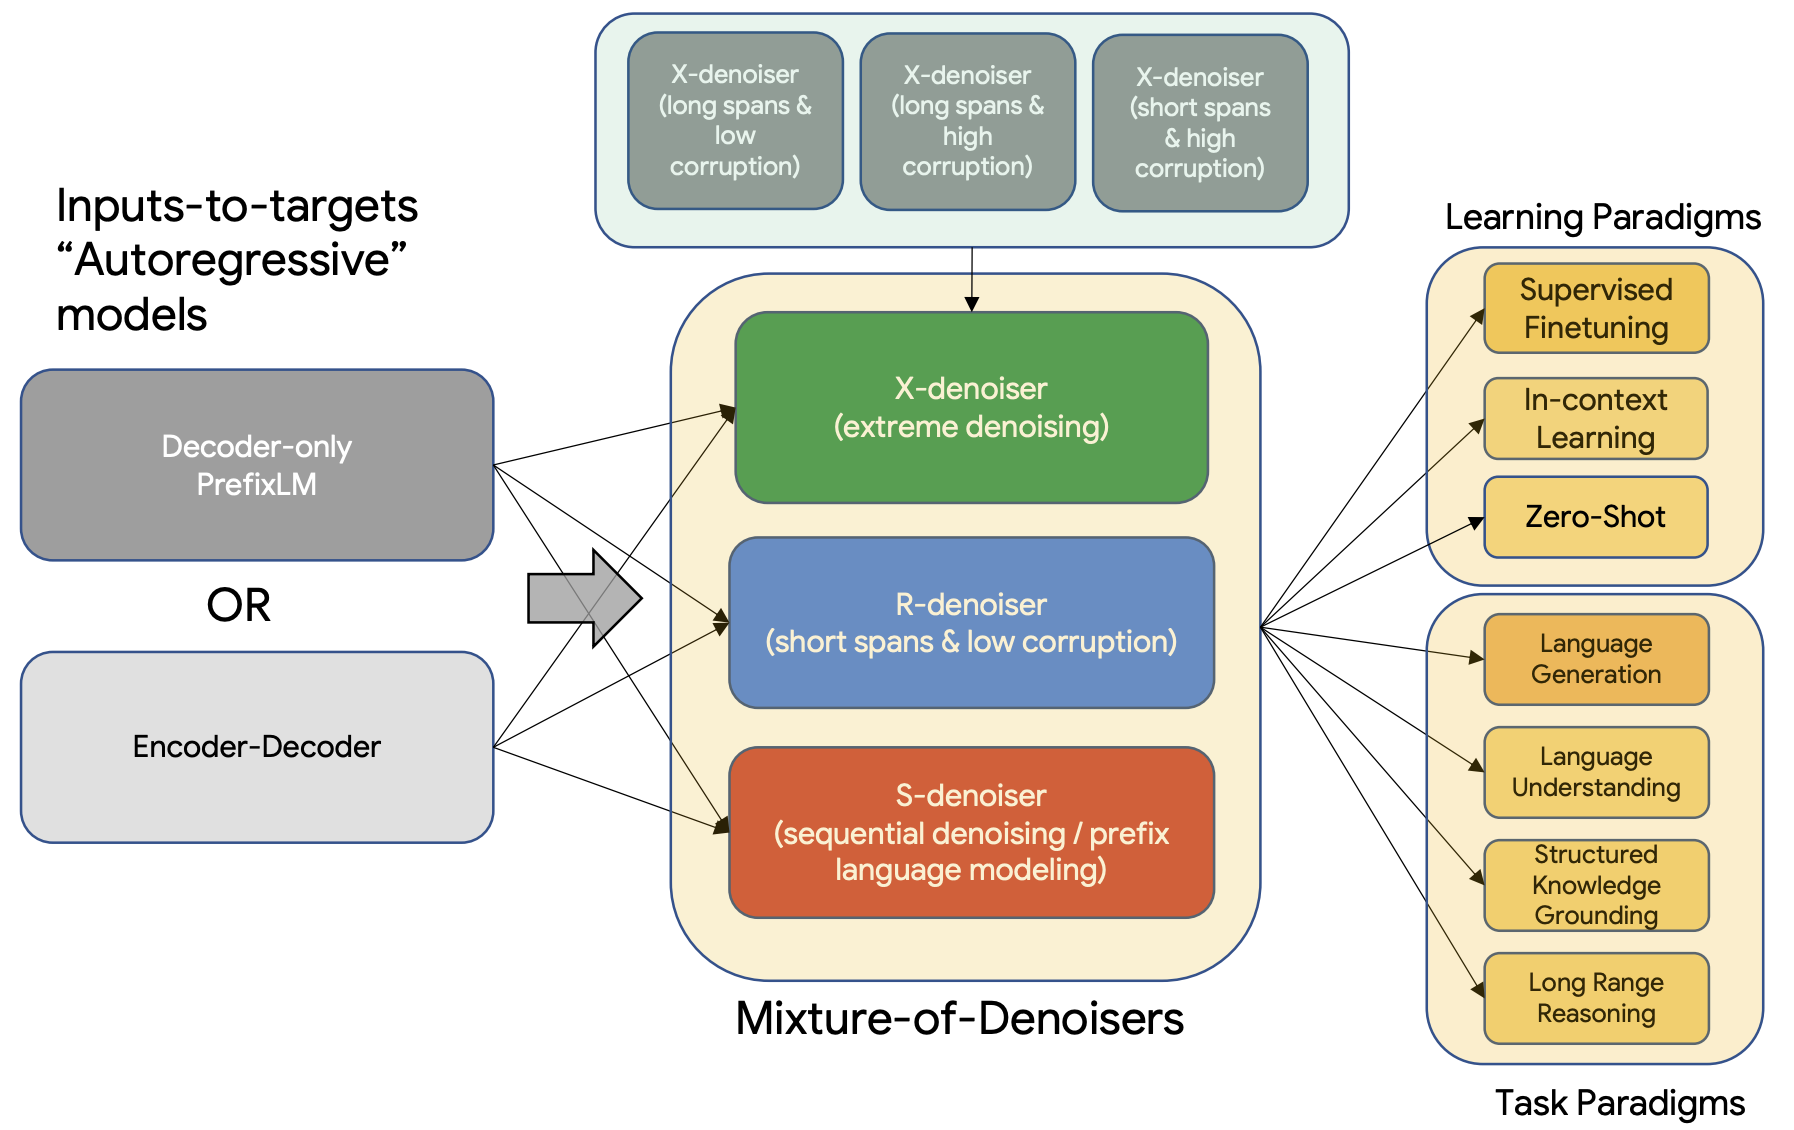 X-denoiser
(long spans &
low
corruption)
X-denoiser
(long spans &
high
corruption)
X-denoiser
(short spans
& high
corruption)
Inputs-to-targets
“Autoregressive”
models
Decoder-only
PrefixLM
OR
Encoder-Decoder
X-denoiser
(extreme denoising)
R-denoiser
(short spans & low corruption)
S-denoiser
(sequential denoising / prefix
language modeling)
Mixture-of-Denoisers
Learning Paradigms
Supervised
Finetuning
In-context
Learning
Zero-Shot
Language
Generation
Language
Understanding
Structured
Knowledge
Grounding
Long Range
Reasoning
Task Paradigms